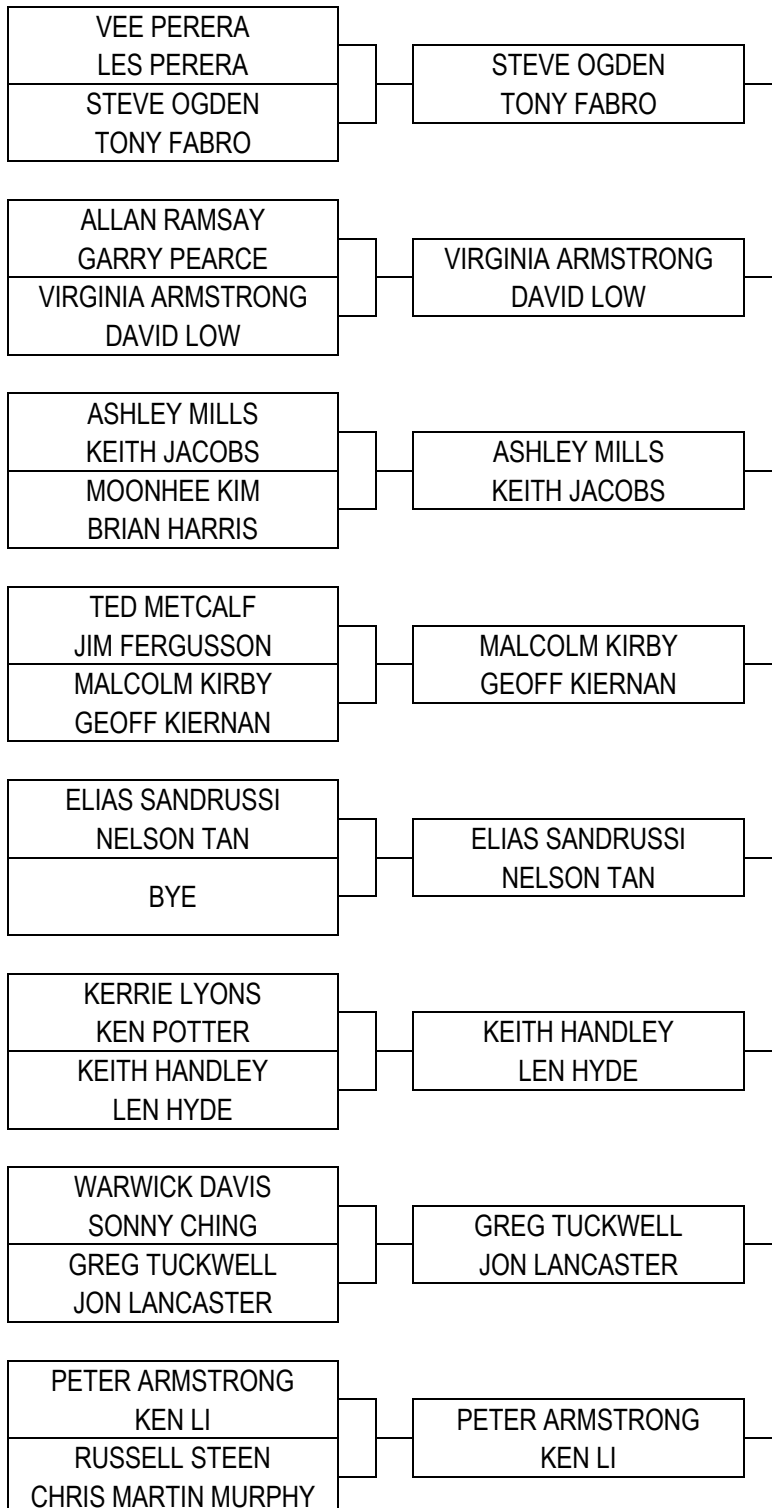 VEE PERERA
LES PERERA
STEVE OGDEN
TONY FABRO
STEVE OGDEN
TONY FABRO
ALLAN RAMSAY
GARRY PEARCE
VIRGINIA ARMSTRONG
DAVID LOW
VIRGINIA ARMSTRONG
DAVID LOW
ASHLEY MILLS
KEITH JACOBS
MOONHEE KIM
BRIAN HARRIS
ASHLEY MILLS
KEITH JACOBS
TED METCALF
JIM FERGUSSON
MALCOLM KIRBY
GEOFF KIERNAN
MALCOLM KIRBY
GEOFF KIERNAN
ELIAS SANDRUSSI
NELSON TAN
BYE
ELIAS SANDRUSSI
NELSON TAN
KERRIE LYONS
KEN POTTER
KEITH HANDLEY
LEN HYDE
KEITH HANDLEY
LEN HYDE
WARWICK DAVIS
SONNY CHING
GREG TUCKWELL
JON LANCASTER
GREG TUCKWELL
JON LANCASTER
PETER ARMSTRONG
KEN LI
RUSSELL STEEN
CHRIS MARTIN MURPHY
PETER ARMSTRONG
KEN LI